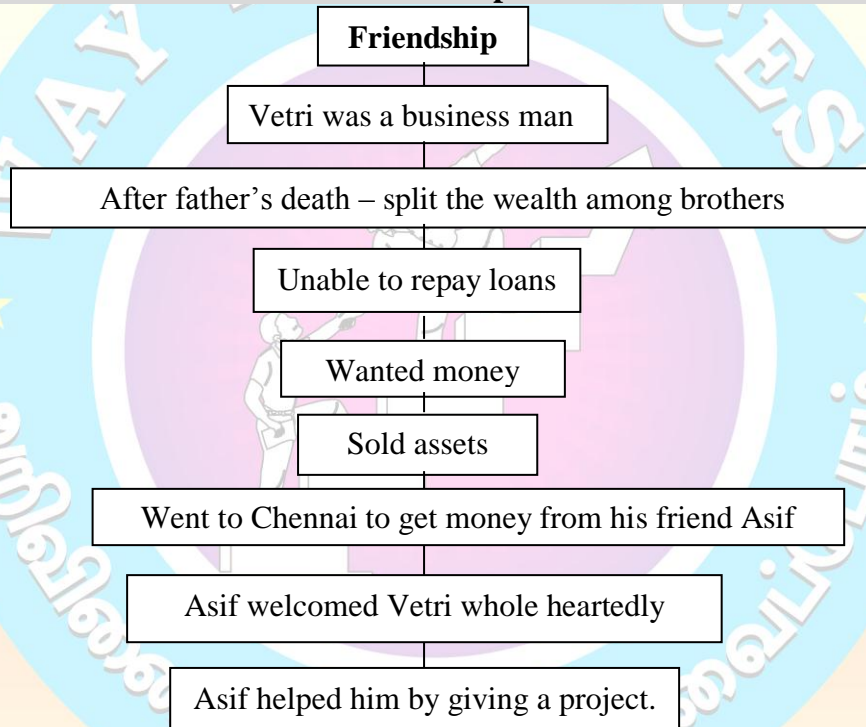 Friendship
Vetri was a business man
After father’s death – split the wealth among brothers
Unable to repay loans
Wanted money
Sold assets
Went to Chennai to get money from his friend Asif
Asif welcomed Vetri whole heartedly
Asif helped him by giving a project.